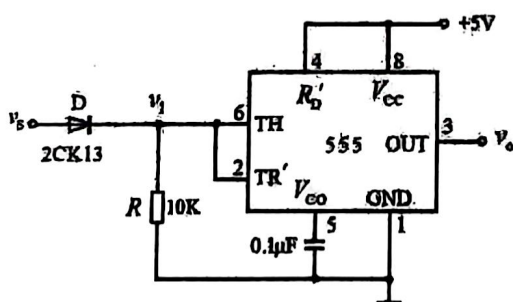 +5V
4
8
R_D'
V_CC
D
v_I
6
TH
3
v_s
555
OUT
v_o
2CK13
2
TR'
V_CO
GND
R
10K
5
1
0.1μF